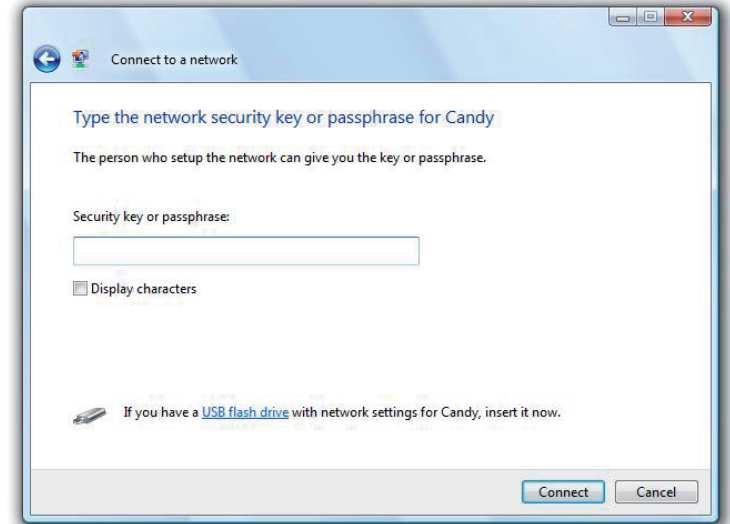 Connect to a network
Type the network security key or passphrase for Candy
The person who setup the network can give you the key or passphrase.
Security key or passphrase:
Display characters
If you have a USB flash drive with network settings for Candy, insert it now.
Connect Cancel